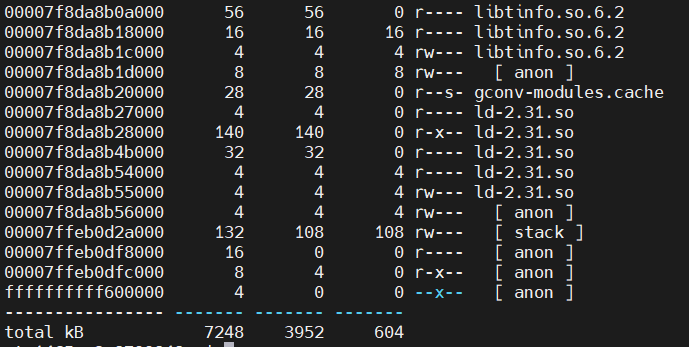 00007f8da8b0a000 56 56 0 r---- libtinfo.so.6.2
00007f8da8b18000 16 16 16 r---- libtinfo.so.6.2
00007f8da8b1c000 4 4 4 rw--- libtinfo.so.6.2
00007f8da8b1d000 8 8 8 rw--- [ anon ]
00007f8da8b20000 28 28 0 r--s- gconv-modules.cache
00007f8da8b27000 4 4 0 r---- ld-2.31.so
00007f8da8b28000 140 140 0 r-x-- ld-2.31.so
00007f8da8b4b000 32 32 0 r---- ld-2.31.so
00007f8da8b54000 4 4 4 r---- ld-2.31.so
00007f8da8b55000 4 4 4 rw--- ld-2.31.so
00007f8da8b56000 4 4 4 rw--- [ anon ]
00007ffeb0d2a000 132 108 108 rw--- [ stack ]
00007ffeb0df8000 16 0 0 r---- [ anon ]
00007ffeb0dfc000 8 4 0 r-x-- [ anon ]
ffffffffff600000 4 0 0 --x-- [ anon ]
---------------- ------- ------- -------
total kB 7248 3952 604